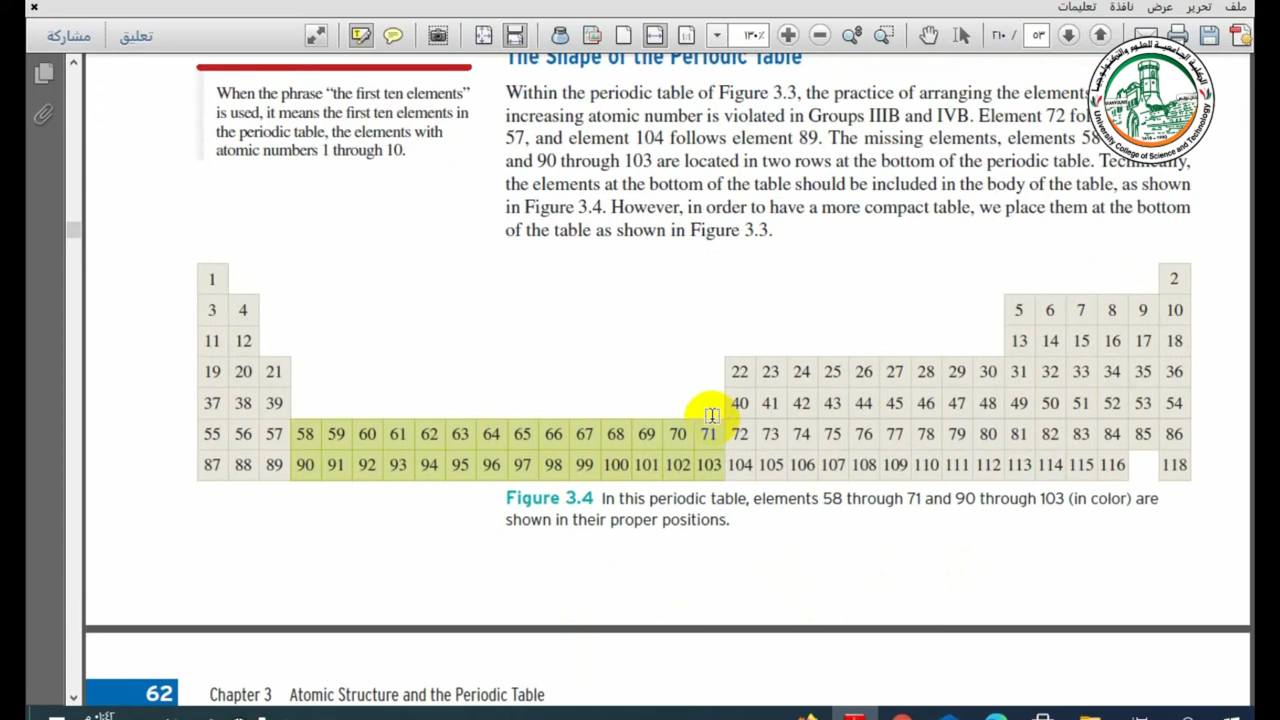 ملف تحرير عرض نافذة تعليمات
مشاركة تعليق ١٣٠٪ ٢١٠ / ٥٣
The Shape of the Periodic Table
When the phrase “the first ten elements”
is used, it means the first ten elements in
the periodic table, the elements with
atomic numbers 1 through 10.
Within the periodic table of Figure 3.3, the practice of arranging the elements
increasing atomic number is violated in Groups IIIB and IVB. Element 72
57, and element 104 follows element 89. The missing elements, elements 58
and 90 through 103 are located in two rows at the bottom of the periodic table. Technically,
the elements at the bottom of the table should be included in the body of the table, as shown
in Figure 3.4. However, in order to have a more compact table, we place them at the bottom
of the table as shown in Figure 3.3.
University College of Science and Technology
1 2
3 4 5 6 7 8 9 10
11 12 13 14 15 16 17 18
19 20 21 22 23 24 25 26 27 28 29 30 31 32 33 34 35 36
37 38 39 40 41 42 43 44 45 46 47 48 49 50 51 52 53 54
55 56 57 58 59 60 61 62 63 64 65 66 67 68 69 70 71 72 73 74 75 76 77 78 79 80 81 82 83 84 85 86
87 88 89 90 91 92 93 94 95 96 97 98 99 100 101 102 103 104 105 106 107 108 109 110 111 112 113 114 115 116 118
Figure 3.4 In this periodic table, elements 58 through 71 and 90 through 103 (in color) are
shown in their proper positions.
62 Chapter 3 Atomic Structure and the Periodic Table